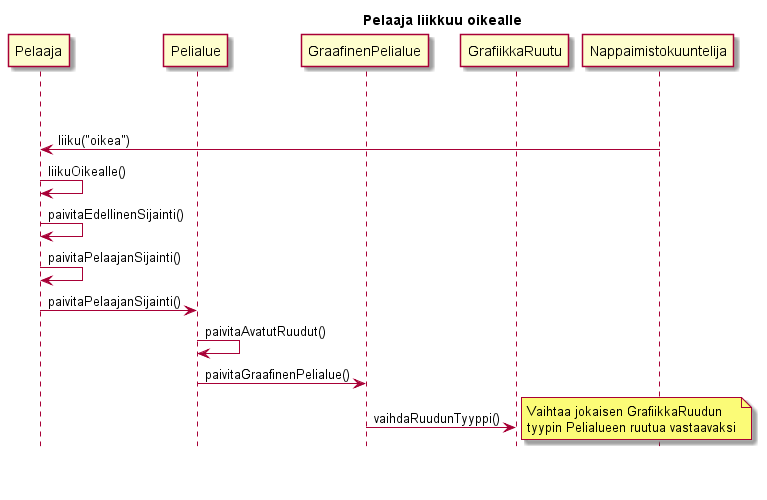 Pelaaja liikkuu oikealle
Pelaaja
Pelialue
GraafinenPelialue
GrafiikkaRuutu
Nappaimistokuuntelija
liiku("oikea")
liikuOikealle()
paivitaEdellinenSijainti()
paivitaPelaajanSijainti()
paivitaPelaajanSijainti()
paivitaAvatutRuudut()
paivitaGraafinenPelialue()
vaihdaRuudunTyyppi()
Vaihtaa jokaisen GrafiikkaRuudun
tyypin Pelialueen ruutua vastaavaksi